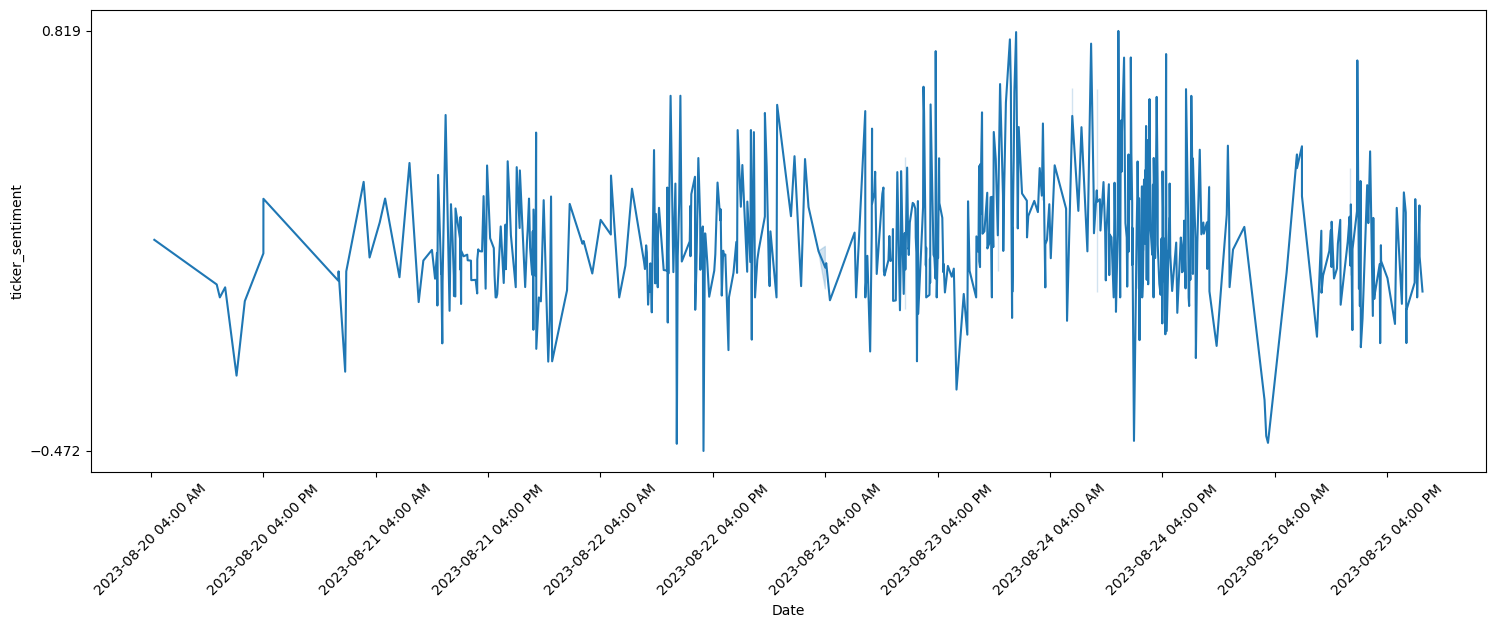 0.819
ticker_sentiment
−0.472
2023-08-20 04:00 AM
2023-08-20 04:00 PM
2023-08-21 04:00 AM
2023-08-21 04:00 PM
2023-08-22 04:00 AM
2023-08-22 04:00 PM
2023-08-23 04:00 AM
2023-08-23 04:00 PM
2023-08-24 04:00 AM
2023-08-24 04:00 PM
2023-08-25 04:00 AM
2023-08-25 04:00 PM
Date